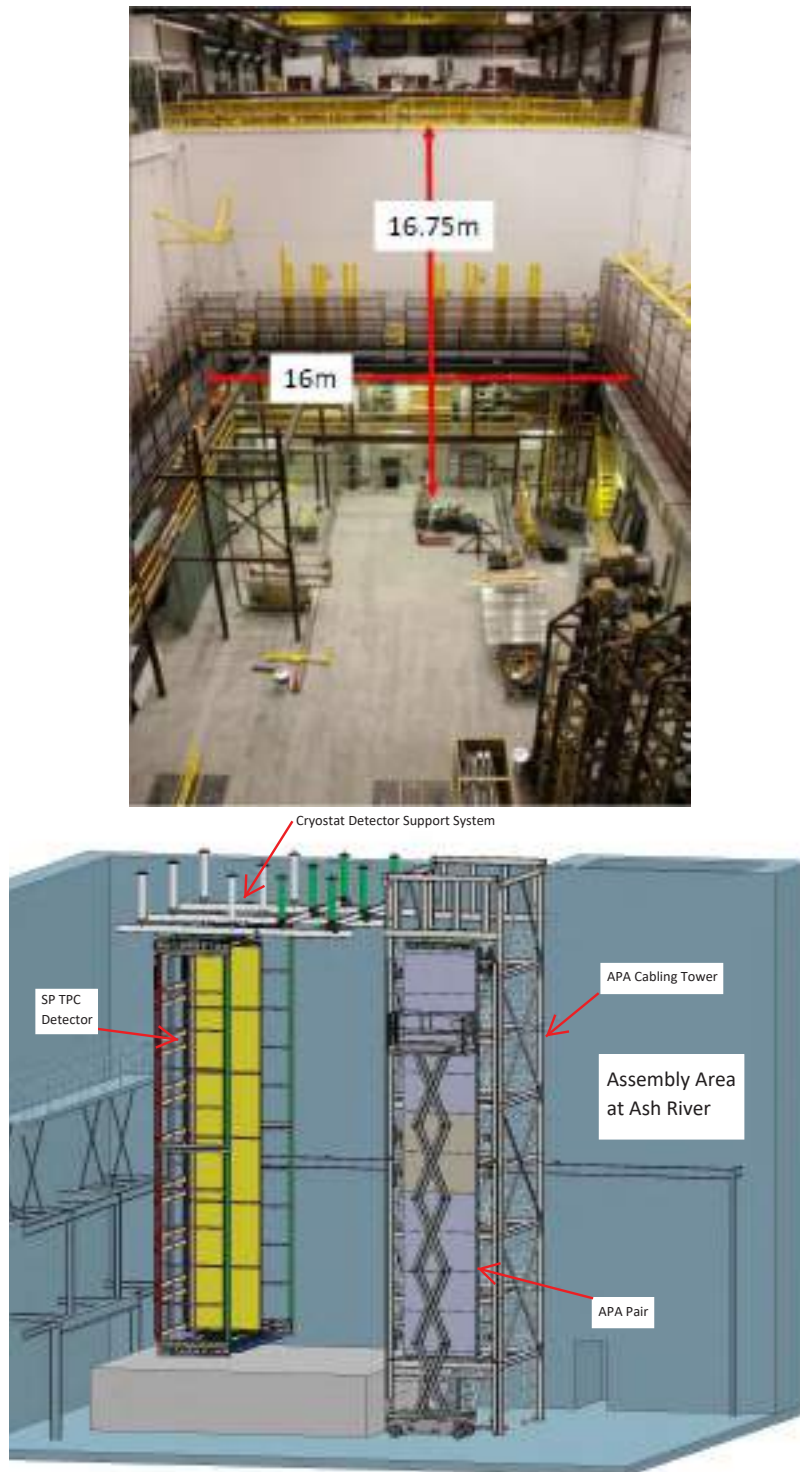 16.75m
16m
Cryostat Detector Support System
SP TPC
Detector
APA Cabling Tower
Assembly Area
at Ash River
APA Pair